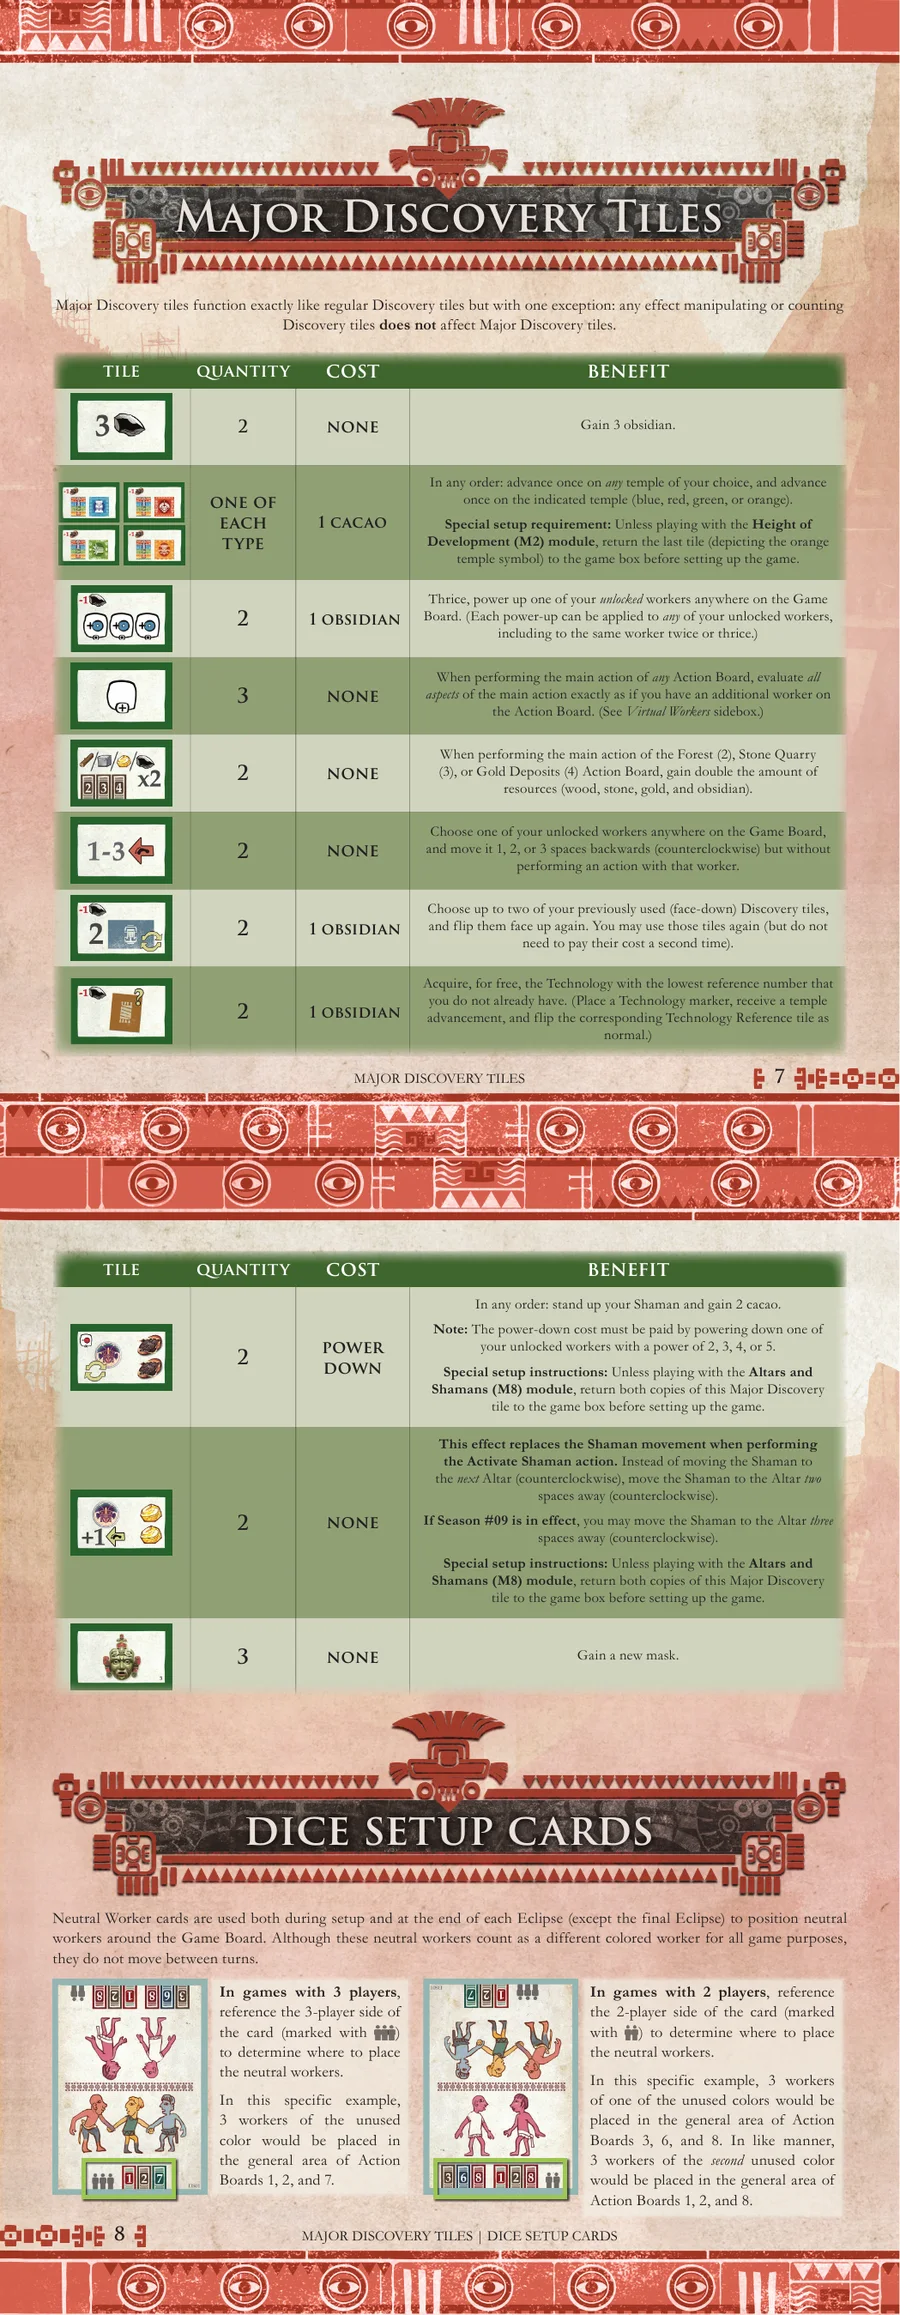 MAJOR DISCOVERY TILES
Major Discovery tiles function exactly like regular Discovery tiles but with one exception: any effect manipulating or counting
Discovery tiles does not affect Major Discovery tiles.
TILE QUANTITY COST BENEFIT
3
2
NONE
Gain 3 obsidian.
-1 -1
-1 -1
ONE OF
EACH
TYPE
1 CACAO
In any order: advance once on any temple of your choice, and advance
once on the indicated temple (blue, red, green, or orange).
Special setup requirement: Unless playing with the Height of
Development (M2) module, return the last tile (depicting the orange
temple symbol) to the game box before setting up the game.
-1
2
1 OBSIDIAN
Thrice, power up one of your unlocked workers anywhere on the Game
Board. (Each power-up can be applied to any of your unlocked workers,
including to the same worker twice or thrice.)
+
3
NONE
When performing the main action of any Action Board, evaluate all
aspects of the main action exactly as if you have an additional worker on
the Action Board. (See Virtual Workers sidebox.)
/ / /
2 3 4 x2
2
NONE
When performing the main action of the Forest (2), Stone Quarry
(3), or Gold Deposits (4) Action Board, gain double the amount of
resources (wood, stone, gold, and obsidian).
1-3
2
NONE
Choose one of your unlocked workers anywhere on the Game Board,
and move it 1, 2, or 3 spaces backwards (counterclockwise) but without
performing an action with that worker.
-1
2
2
1 OBSIDIAN
Choose up to two of your previously used (face-down) Discovery tiles,
and flip them face up again. You may use those tiles again (but do not
need to pay their cost a second time).
-1 ?
2
1 OBSIDIAN
Acquire, for free, the Technology with the lowest reference number that
you do not already have. (Place a Technology marker, receive a temple
advancement, and flip the corresponding Technology Reference tile as
normal.)
MAJOR DISCOVERY TILES
7
TILE QUANTITY COST BENEFIT
2
POWER
DOWN
In any order: stand up your Shaman and gain 2 cacao.
Note: The power-down cost must be paid by powering down one of
your unlocked workers with a power of 2, 3, 4, or 5.
Special setup instructions: Unless playing with the Altars and
Shamans (M8) module, return both copies of this Major Discovery
tile to the game box before setting up the game.
+1
2
NONE
This effect replaces the Shaman movement when performing
the Activate Shaman action. Instead of moving the Shaman to
the next Altar (counterclockwise), move the Shaman to the Altar two
spaces away (counterclockwise).
If Season #09 is in effect, you may move the Shaman to the Altar three
spaces away (counterclockwise).
Special setup instructions: Unless playing with the Altars and
Shamans (M8) module, return both copies of this Major Discovery
tile to the game box before setting up the game.
3
NONE
Gain a new mask.
DICE SETUP CARDS
Neutral Worker cards are used both during setup and at the end of each Eclipse (except the final Eclipse) to position neutral
workers around the Game Board. Although these neutral workers count as a different colored worker for all game purposes,
they do not move between turns.
3 6 8 1 2 8
1 2 7
In games with 3 players,
reference the 3-player side of
the card (marked with )
to determine where to place
the neutral workers.
In this specific example,
3 workers of the unused
color would be placed in
the general area of Action
Boards 1, 2, and 7.
1 2 7
3 6 8 1 2 8
In games with 2 players, reference
the 2-player side of the card (marked
with ) to determine where to place
the neutral workers.
In this specific example, 3 workers
of one of the unused colors would be
placed in the general area of Action
Boards 3, 6, and 8. In like manner,
3 workers of the second unused color
would be placed in the general area of
Action Boards 1, 2, and 8.
8
MAJOR DISCOVERY TILES | DICE SETUP CARDS